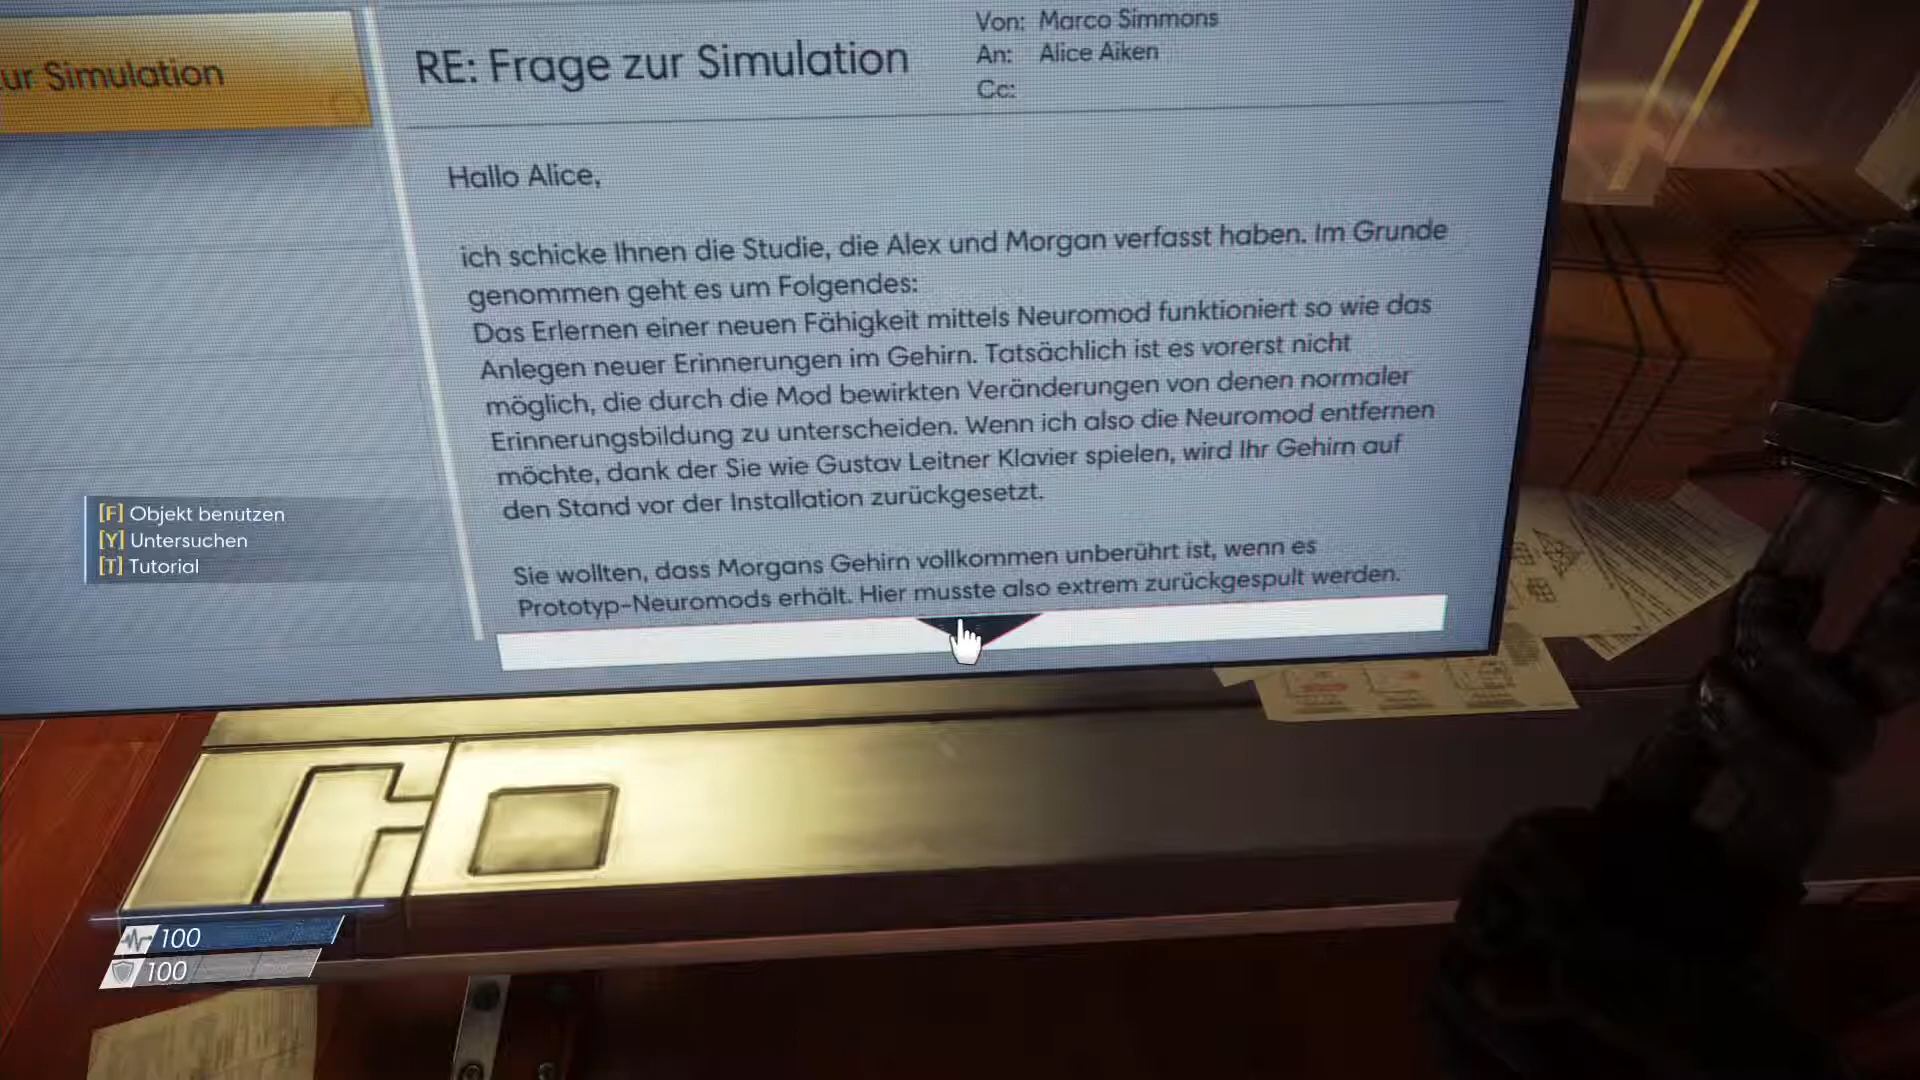 ur Simulation
RE: Frage zur Simulation
Von: Marco Simmons
An: Alice Aiken
Cc:
Hallo Alice,
ich schicke Ihnen die Studie, die Alex und Morgan verfasst haben. Im Grunde
genommen geht es um Folgendes:
Das Erlernen einer neuen Fähigkeit mittels Neuromod funktioniert so wie das
Anlegen neuer Erinnerungen im Gehirn. Tatsächlich ist es vorerst nicht
möglich, die durch die Mod bewirkten Veränderungen von denen normaler
Erinnerungsbildung zu unterscheiden. Wenn ich also die Neuromod entfernen
möchte, dank der Sie wie Gustav Leitner Klavier spielen, wird Ihr Gehirn auf
den Stand vor der Installation zurückgesetzt.
Sie wollten, dass Morgans Gehirn vollkommen unberührt ist, wenn es
Prototyp-Neuromods erhält. Hier musste also extrem zurückgespult werden.
[F] Objekt benutzen
[Y] Untersuchen
[T] Tutorial
100
100